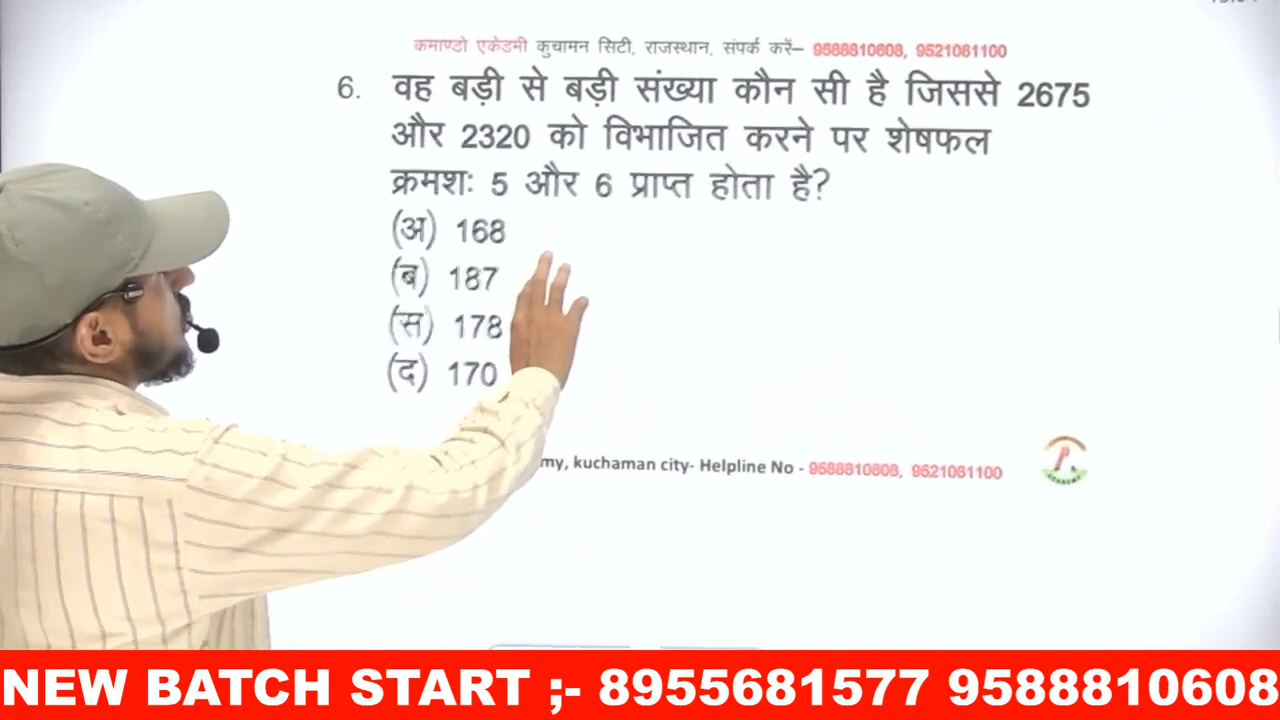 कमाण्डो एकेडमी कुचामन सिटी, राजस्थान, संपर्क करें– 9588810608, 9521061100
6. वह बड़ी से बड़ी संख्या कौन सी है जिससे 2675
और 2320 को विभाजित करने पर शेषफल
क्रमशः 5 और 6 प्राप्त होता है?
(अ) 168
(ब) 187
(स) 178
(द) 170
my, kuchaman city- Helpline No - 9588810608, 9521061100
NEW BATCH START ;- 8955681577 9588810608